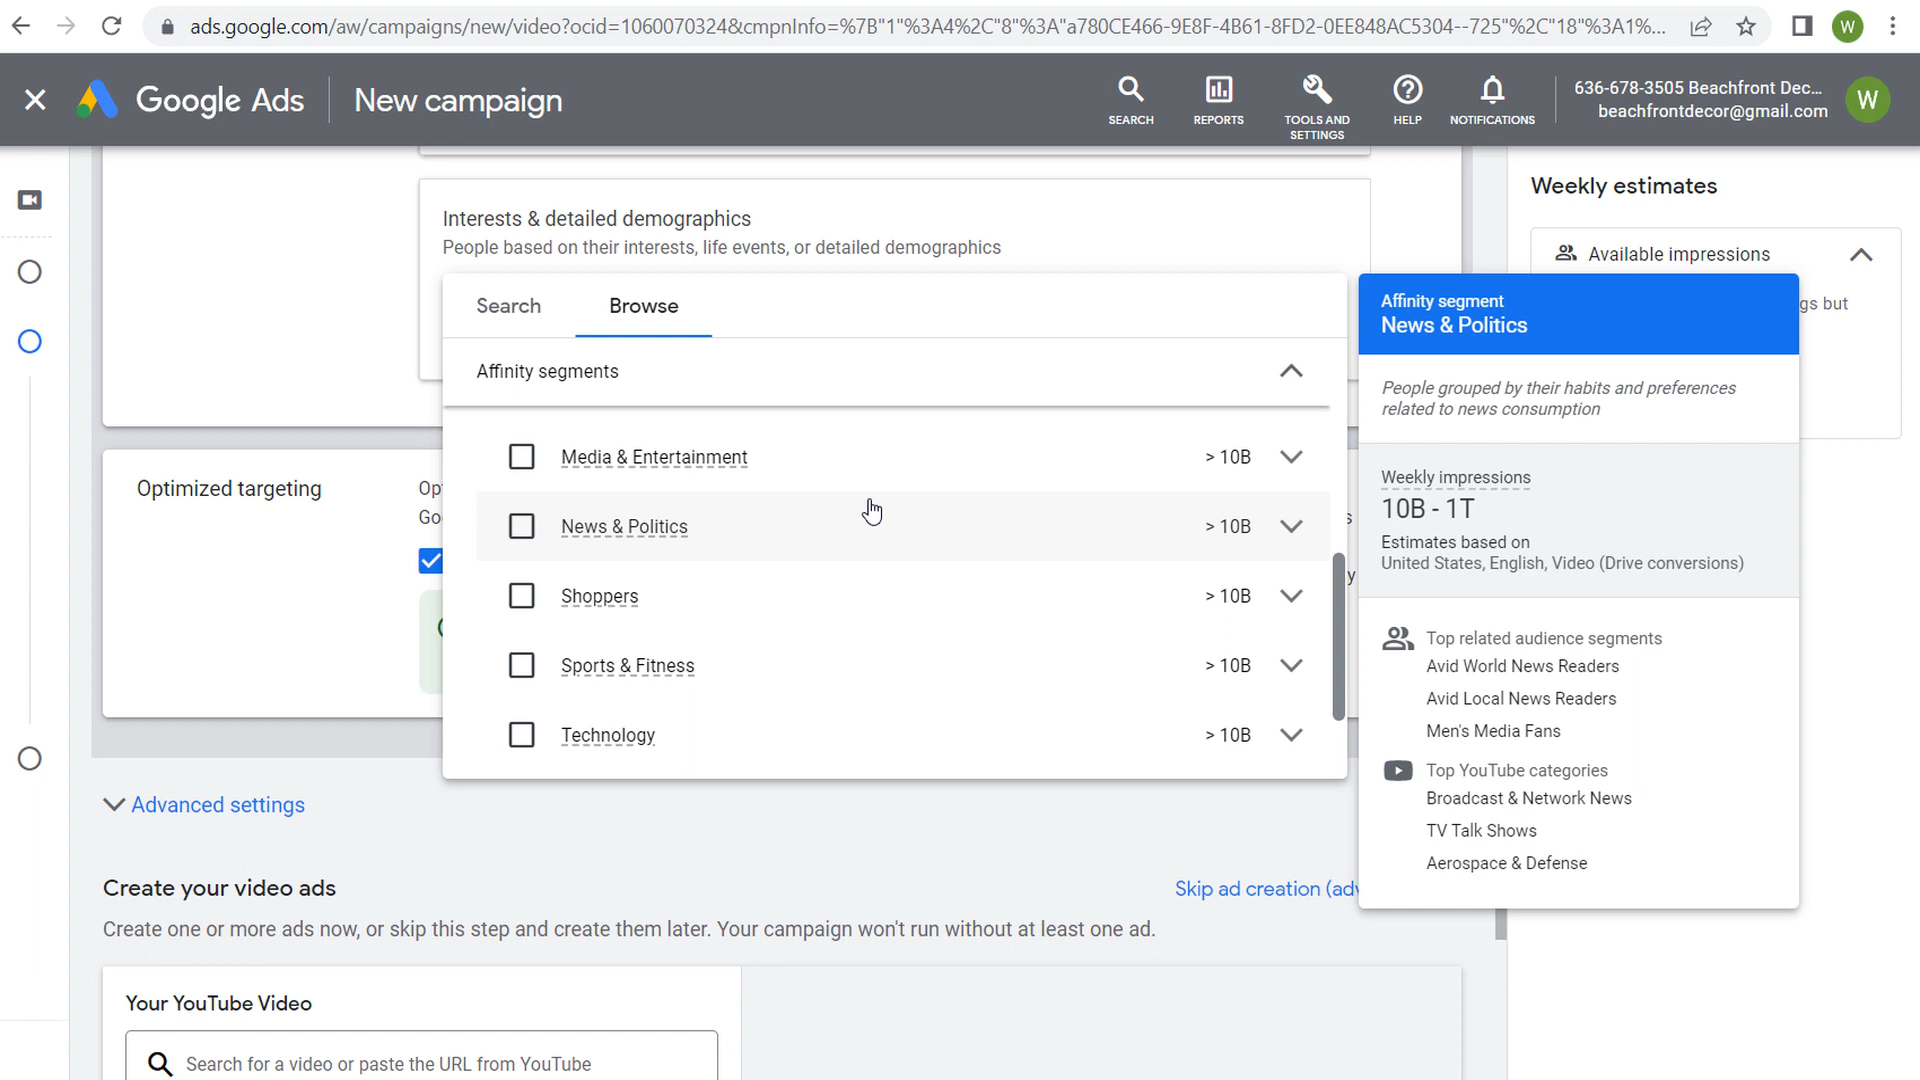 ads.google.com/aw/campaigns/new/video?ocid=1060070324&cmpnInfo=%7B"1"%3A4%2C"8"%3A"a780CE466-9E8F-4B61-8FD2-0EE848AC5304--725"%2C"18"%3A1%...
W
Google Ads
New campaign
SEARCH
REPORTS
TOOLS AND
SETTINGS
HELP
NOTIFICATIONS
636-678-3505 Beachfront Dec...
beachfrontdecor@gmail.com
W
Interests & detailed demographics
People based on their interests, life events, or detailed demographics
Search
Browse
Affinity segments
Media & Entertainment
> 10B
News & Politics
> 10B
Shoppers
> 10B
Sports & Fitness
> 10B
Technology
> 10B
Optimized targeting
Advanced settings
Create your video ads
Skip ad creation
Create one or more ads now, or skip this step and create them later. Your campaign won't run without at least one ad.
Your YouTube Video
Search for a video or paste the URL from YouTube
Weekly estimates
Available impressions
but
Affinity segment
News & Politics
People grouped by their habits and preferences
related to news consumption
Weekly impressions
10B - 1T
Estimates based on
United States, English, Video (Drive conversions)
Top related audience segments
Avid World News Readers
Avid Local News Readers
Men's Media Fans
Top YouTube categories
Broadcast & Network News
TV Talk Shows
Aerospace & Defense